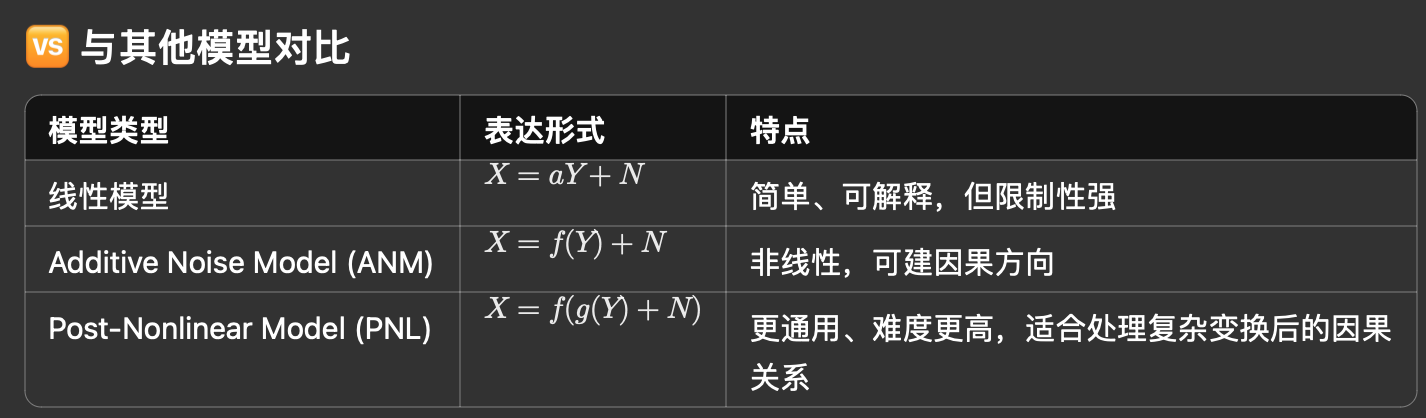 🆚 与其他模型对比
模型类型 表达形式 特点
线性模型 X = aY + N 简单、可解释，但限制性强
Additive Noise Model (ANM) X = f(Y) + N 非线性，可建因果方向
Post-Nonlinear Model (PNL) X = f(g(Y) + N) 更通用、难度更高，适合处理复杂变换后的因果
关系